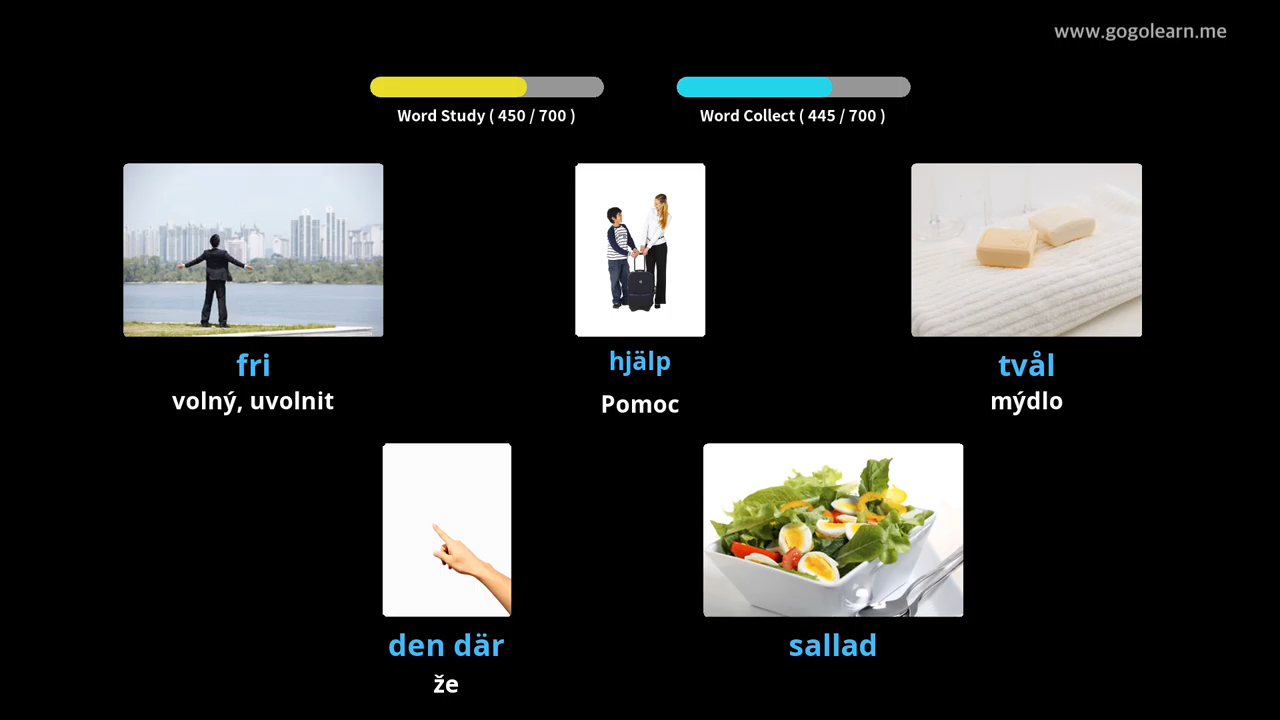 www.gogolearn.me
Word Study ( 450 / 700 )
Word Collect ( 445 / 700 )
fri
volný, uvolnit
hjälp
Pomoc
tvål
mýdlo
den där
že
sallad